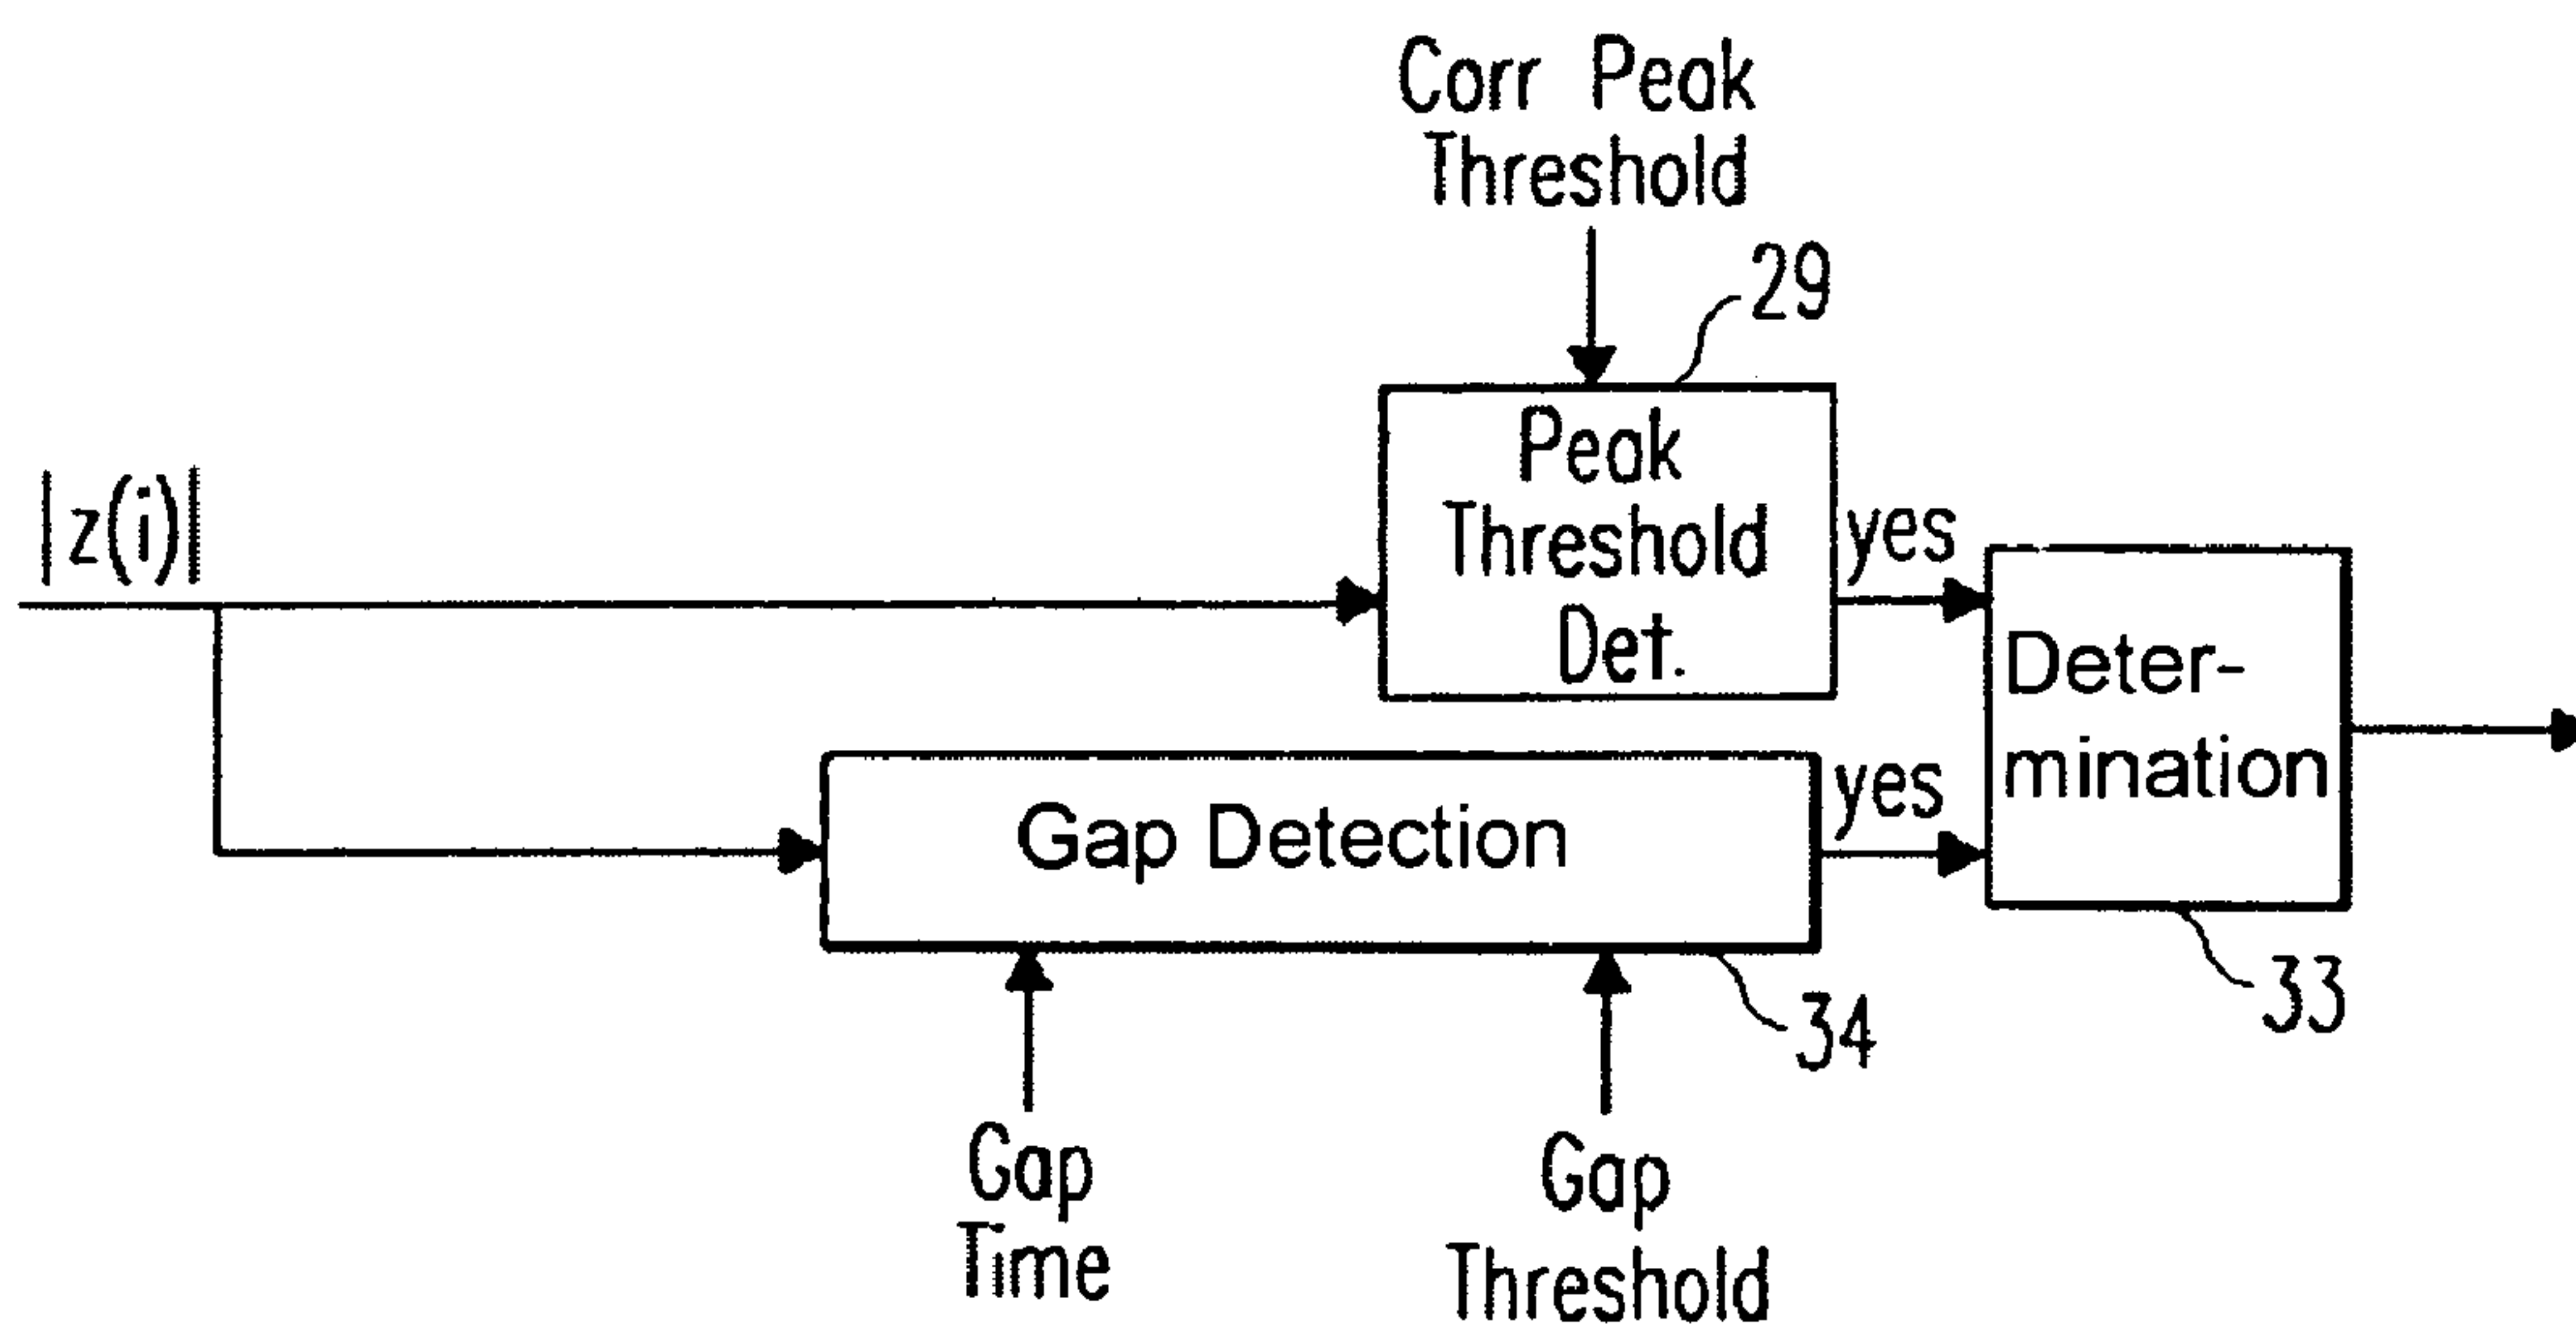 Corr Peak
Threshold
29
Peak
Threshold
Det.
|z(i)|
yes
Deter-
mination
Gap Detection
yes
33
34
Gap
Time
Gap
Threshold